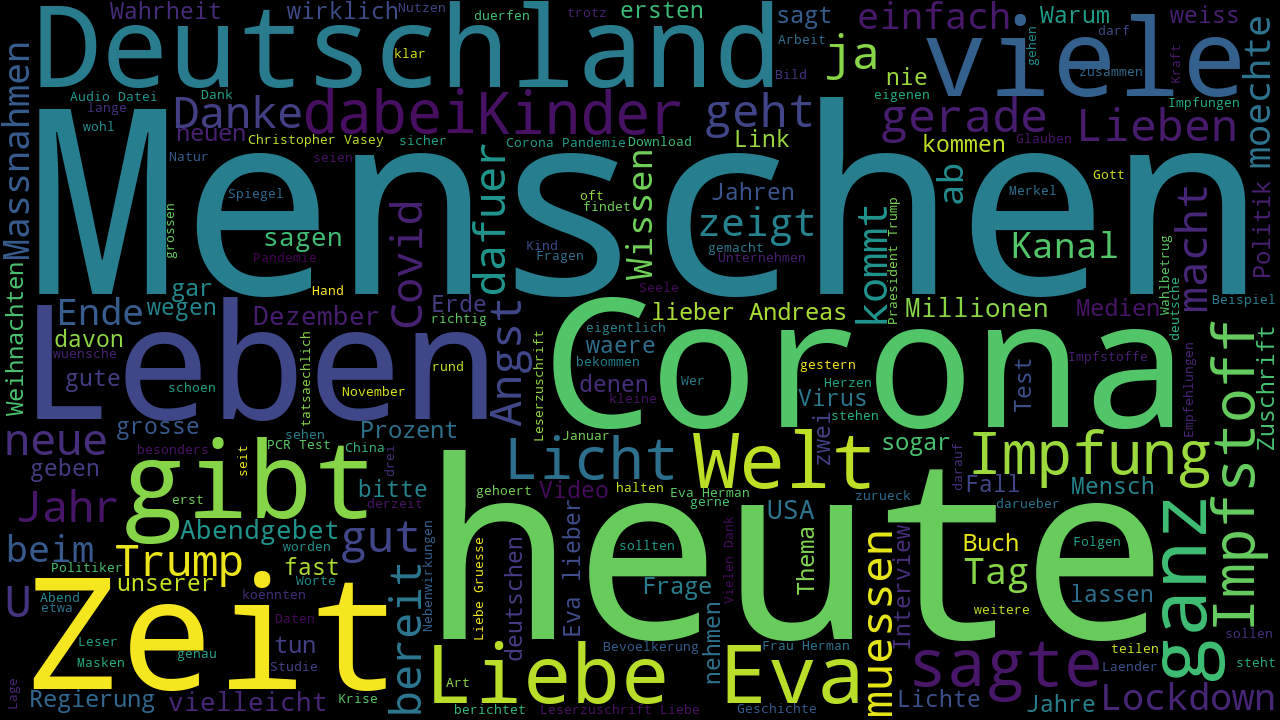 Deutschland
viele
Menschen
Leben
Corona
heute
Zeit
gibt
Welt
Liebe Eva
Wahrheit
wirklich
Nutzen
duerfen
trotz
ersten
sagt
einfach
Warum
weiss
klar
Arbeit
Bild
ja
nie
eigenen
gehen
darf
zusammen
Kraft
Impfungen
moechte
Massnahmen
Audio Datei
Dank
lange
wohl
Danke
dabei
Kinder
geht
gerade
Lieben
neuen
Christopher Vasey
sicher
Corona Pandemie
Download
Link
kommen
Glauben
Natur
seien
Spiegel
dafuer
oft
findet
Wissen
Jahren
ab
Merkel
Gott
grossen
sagen
Pandemie
Covid
Kind
Fragen
zeigt
gemacht
Unternehmen
kommt
Praesident Trump
Kanal
macht
Politik
Wahlbetrug
deutsche
Weihnachten
gar
wegen
Hand
Seele
Ende
Dezember
Erde
richtig
lieber Andreas
Millionen
Medien
Beispiel
davon
wuensche
gute
schoen
tatsaechlich
November
rund
Angst
Leserzuschrift
eigentlich
waere
bekommen
denen
kleine
Wer
gestern
Herzen
Virus
stehen
Test
Impfstoffe
Empfehlungen
Impfstoff
Zuschrift
neue
grosse
besonders
geben
sehen
PCR Test
China
Prozent
seit
drei
Januar
Licht
zwei
sogar
Impfung
Jahr
erst
bitte
derzeit
gehoert
Video
halten
Eva Herman
gerne
zurueck
darauf
Fall
darueber
Mensch
Abendgebet
gut
USA
beim
worden
Trump
fast
Politiker
unserer
Worte
U
Abend
etwa
koennten
Daten
bereit
Nebenwirkungen
Liebe Gruesse
deutschen
Eva lieber
sollten
Frage
Vielen Dank
Thema
muessen
Interview
Buch
Tag
Folgen
weitere
lassen
ganz
sollen
Leser
Masken
genau
tun
Studie
nehmen
Bevoelkerung
Frau Herman
sagte
teilen
Laender
steht
Lage
Regierung
vielleicht
Krise
Art
berichtet
Leserzuschrift Liebe
Geschichte
Lichte
Jahre
Lockdown